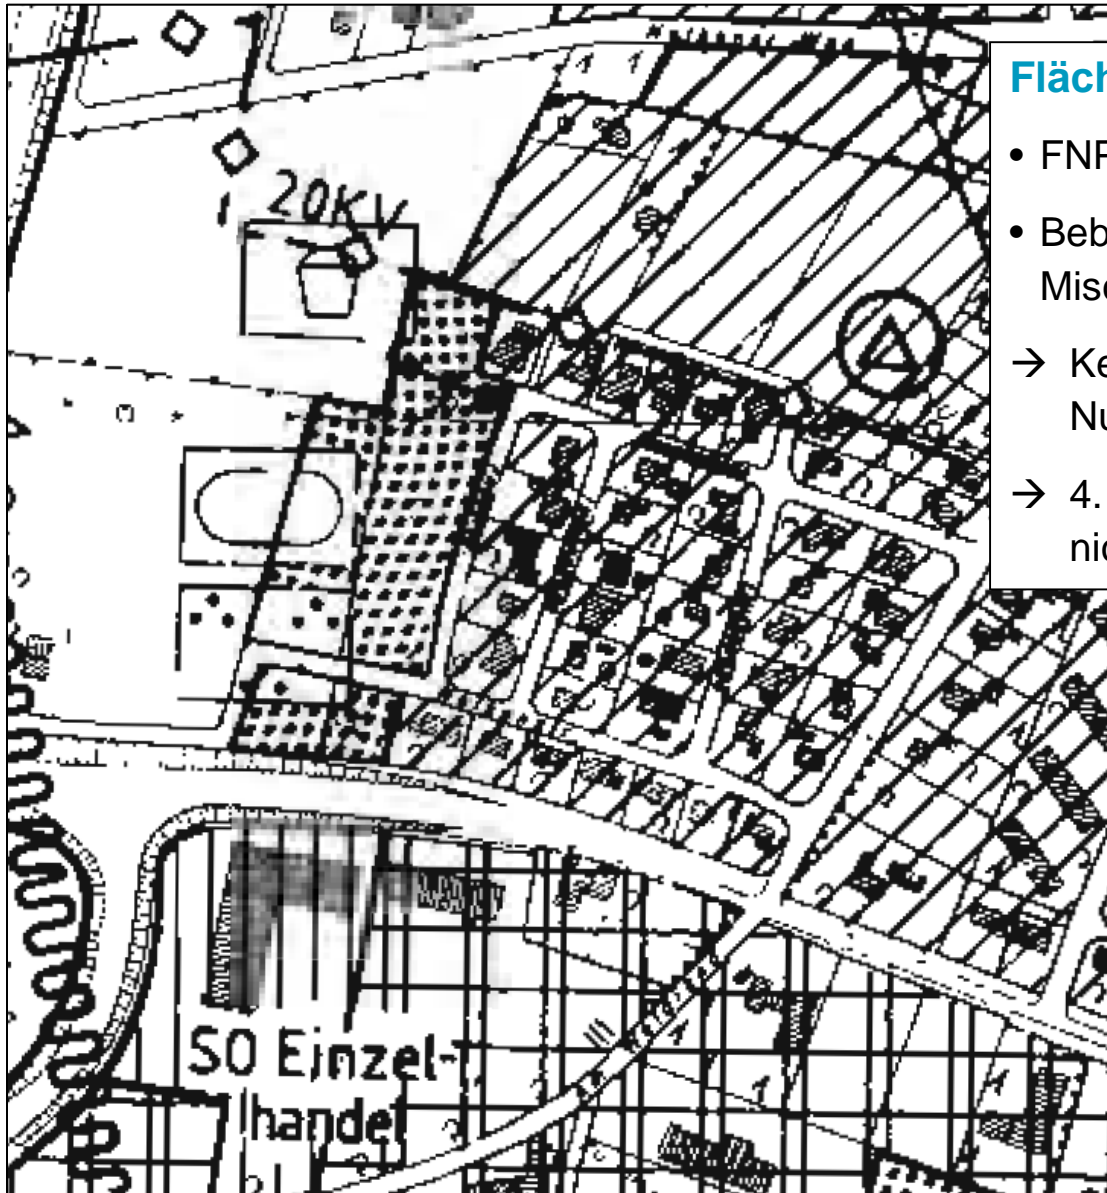 20KV
Fläch
• FNP
• Beb
Misc
→ Ke
Nu
→ 4.
nic
SO Einzel-
handel